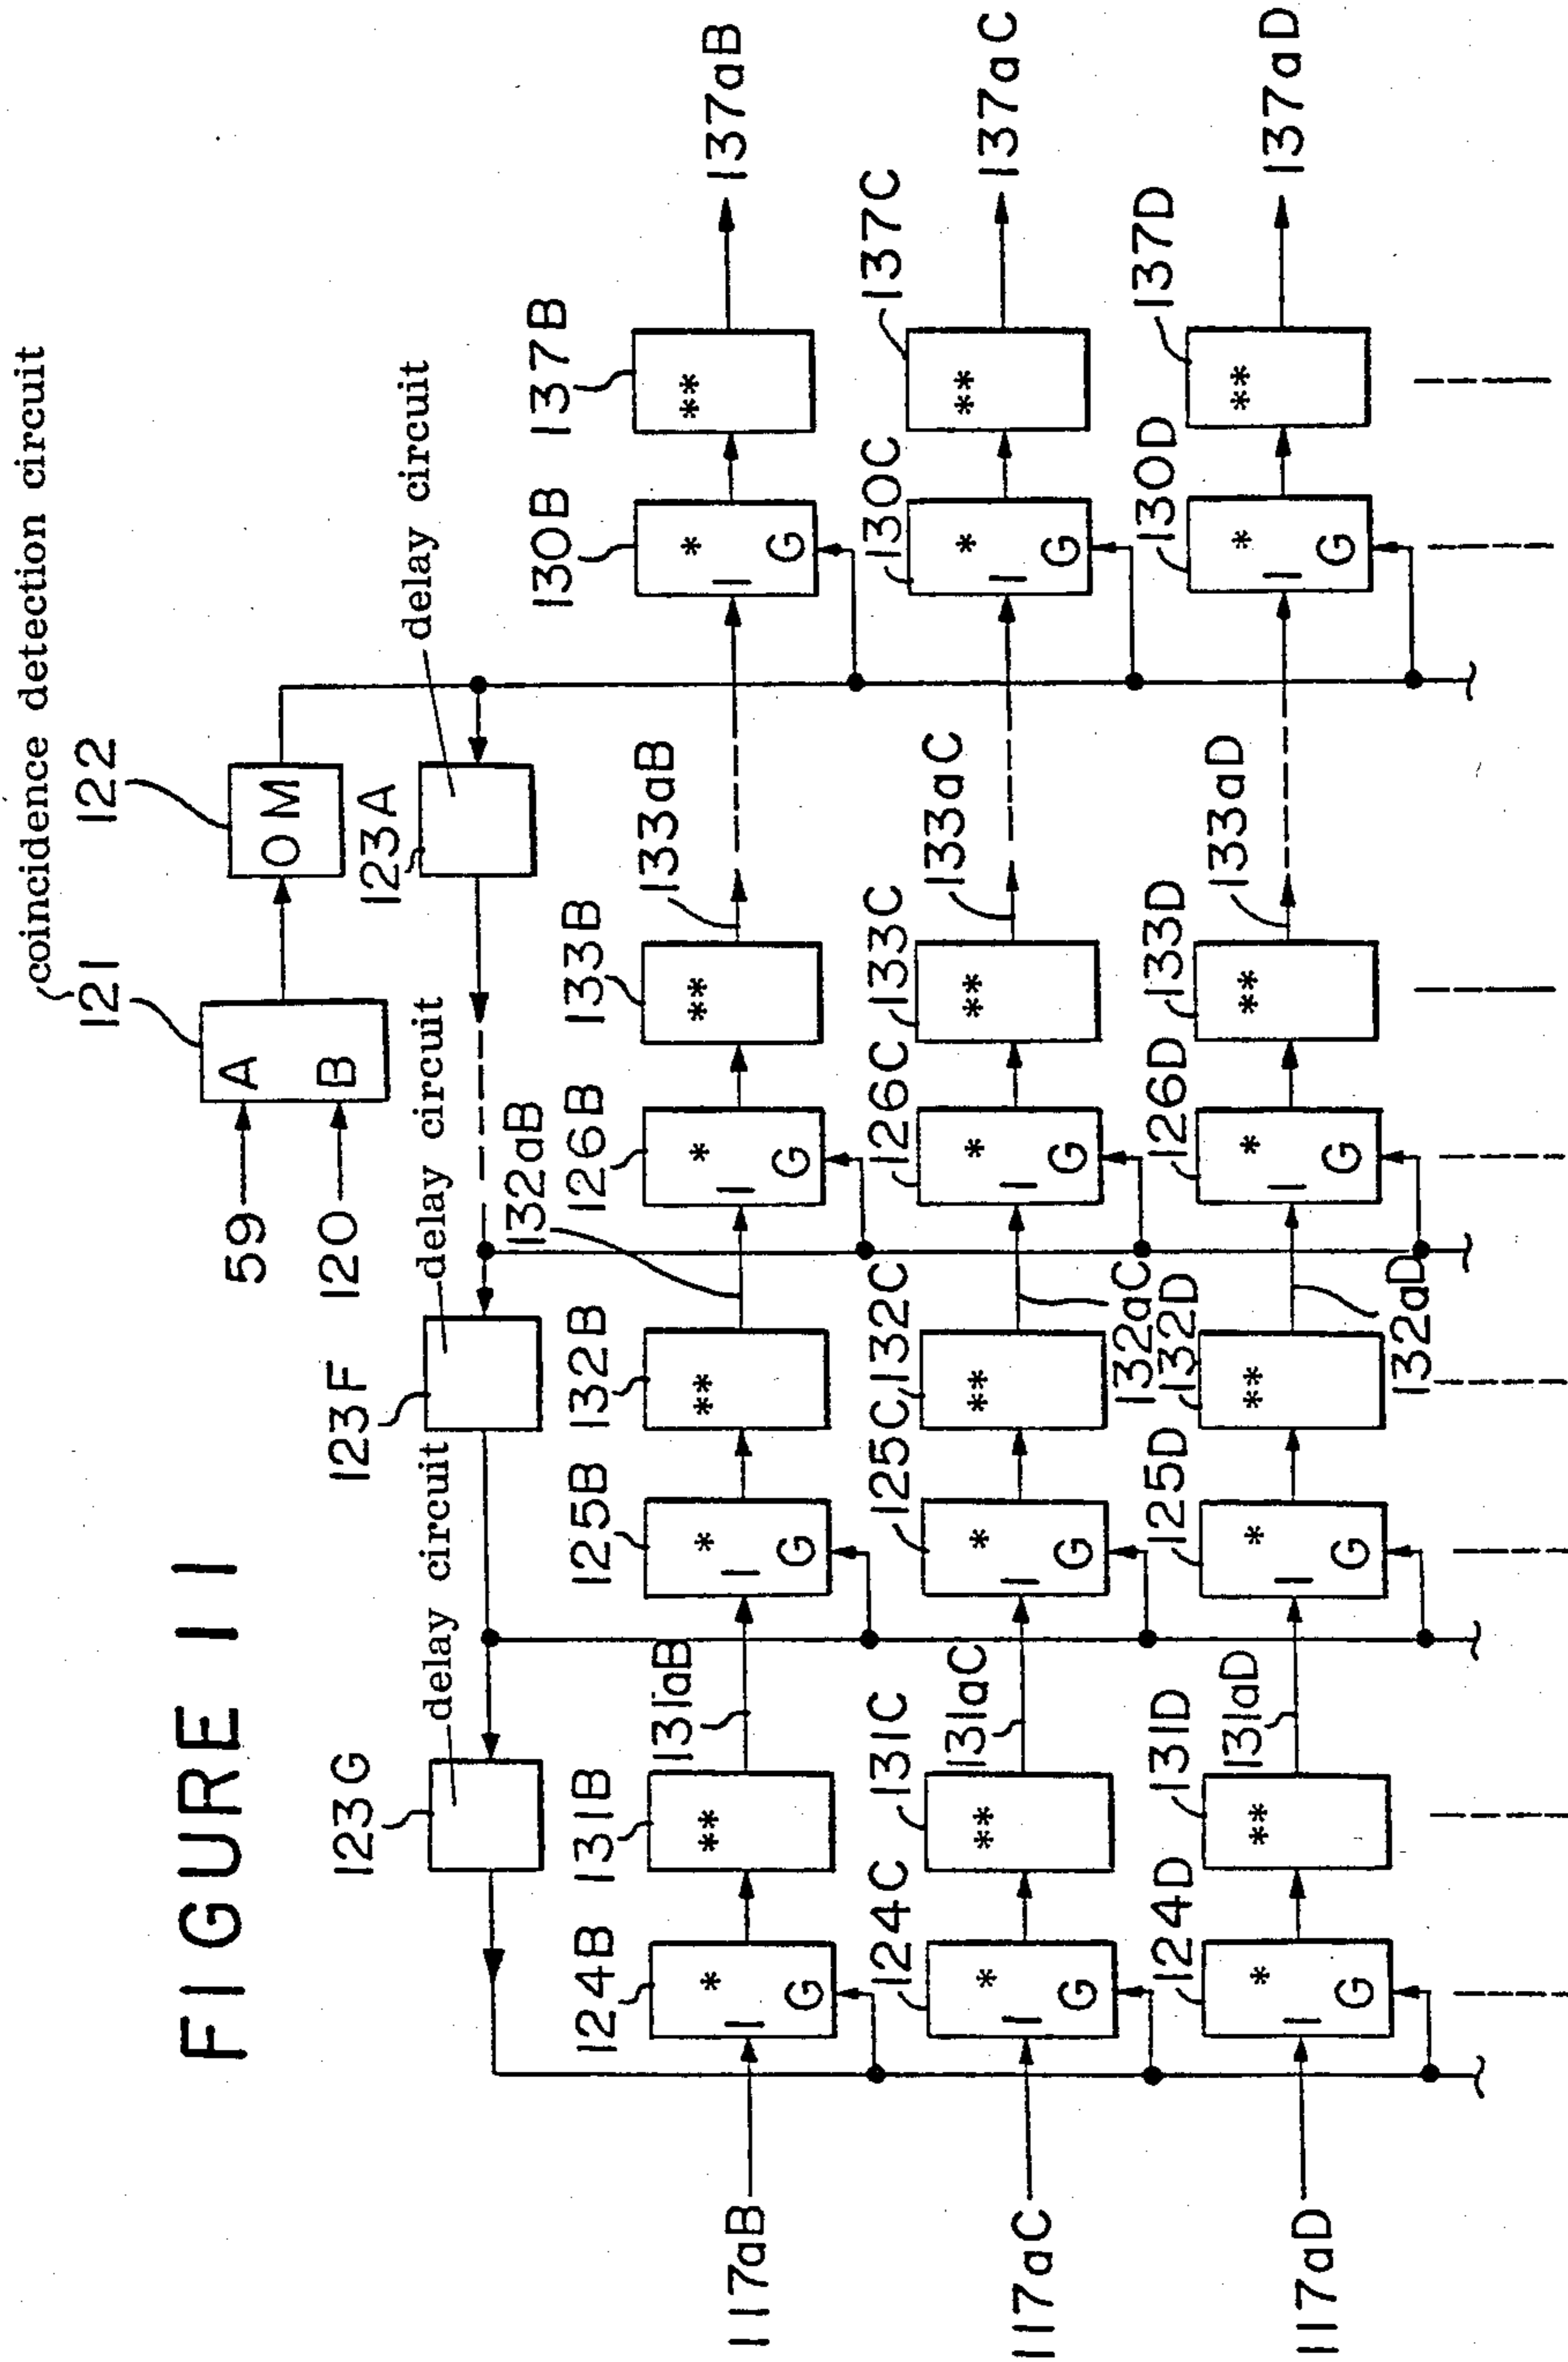 FIGURE 11
coincidence detection circuit
121
122
59
120
A
B
OM
123G
delay circuit
123F
delay circuit
123A
delay circuit
117aB
124B
*
I
G
131B
**
131aB
125B
*
I
G
132B
**
132aB
126B
*
I
G
133B
**
133aB
130B
*
I
G
137B
**
137aB
117aC
124C
*
I
G
131C
**
131aC
125C
*
I
G
132C
**
132aC
126C
*
I
G
133C
**
133aC
130C
*
I
G
137C
**
137aC
117aD
124D
*
I
G
131D
**
131aD
125D
*
I
G
132D
**
132aD
126D
*
I
G
133D
**
133aD
130D
*
I
G
137D
**
137aD